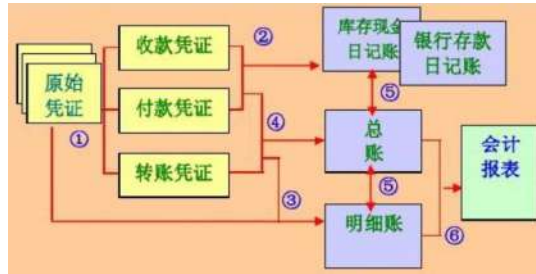 原始
凭证
①
收款凭证
付款凭证
转账凭证
②
④
③
库存现金
日记账
银行存款
日记账
⑤
总
账
⑤
明细账
⑥
会计
报表